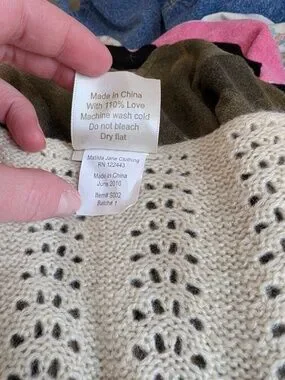 Made in China
With 110% Love
Machine wash cold
Do not bleach
Dry flat
Matilda Jane Clothing
RN 122443
Made in China
June 2010
Item# 5002
Batch# 1